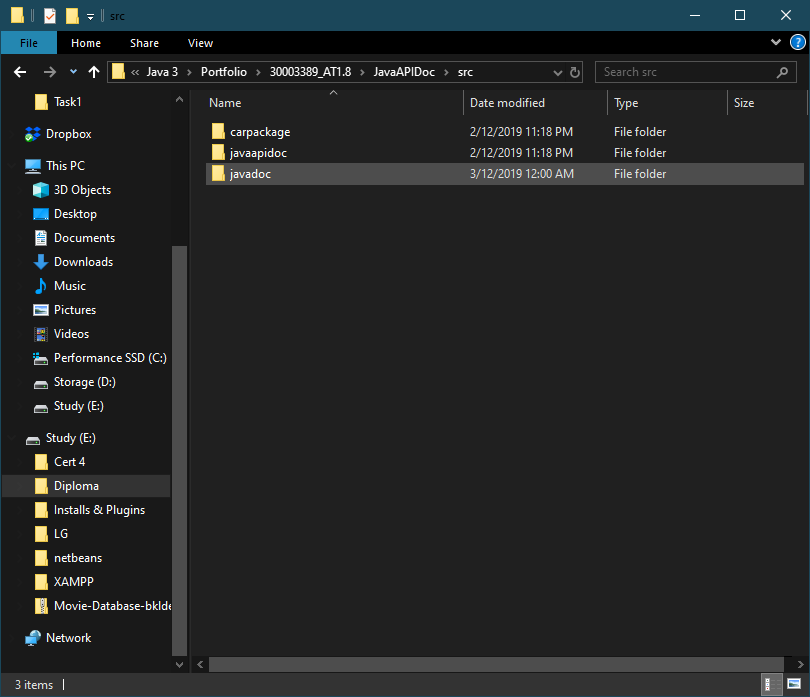 src
File Home Share View
« Java 3 › Portfolio › 30003389_AT1.8 › JavaAPIDoc › src
Search src
Task1
Dropbox
This PC
3D Objects
Desktop
Documents
Downloads
Music
Pictures
Videos
Performance SSD (C:)
Storage (D:)
Study (E:)
Study (E:)
Cert 4
Diploma
Installs & Plugins
LG
netbeans
XAMPP
Movie-Database-bkld
Network
Name Date modified Type Size
carpackage 2/12/2019 11:18 PM File folder
javaapidoc 2/12/2019 11:18 PM File folder
javadoc 3/12/2019 12:00 AM File folder
3 items